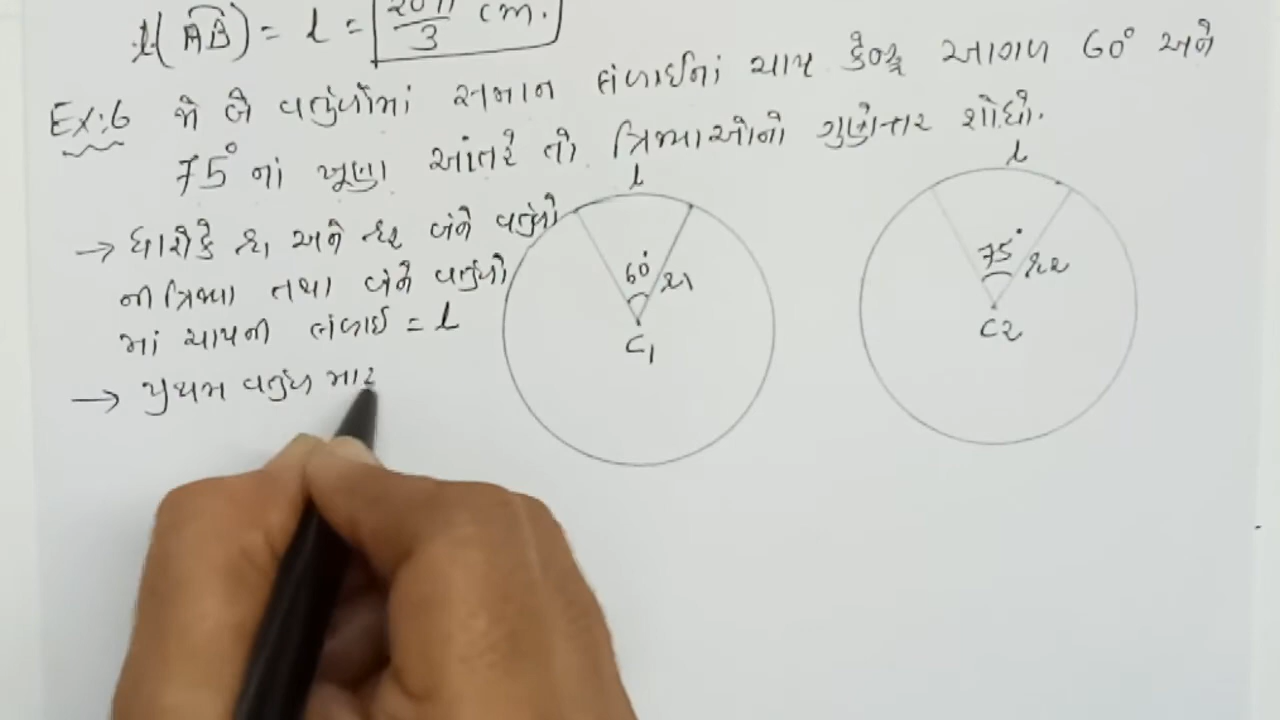 l(AB) = l = 20π/3 cm.
Ex:6 જો બે વર્તુળોમાં સમાન લંબાઈનાં ચાપ કેન્દ્ર આગળ 60° અને
75° નાં ખૂણા આંતરે તો ત્રિજ્યાઓનો ગુણોત્તર શોધો.
→ ધારોકે r₁ અને r₂ બંને વર્તુળો
ની ત્રિજ્યા તથા બંને વર્તુળો
માં ચાપની લંબાઈ = l
→ પ્રથમ વર્તુળ માટ
l
60°
r₁
C₁
l
75°
r₂
C₂